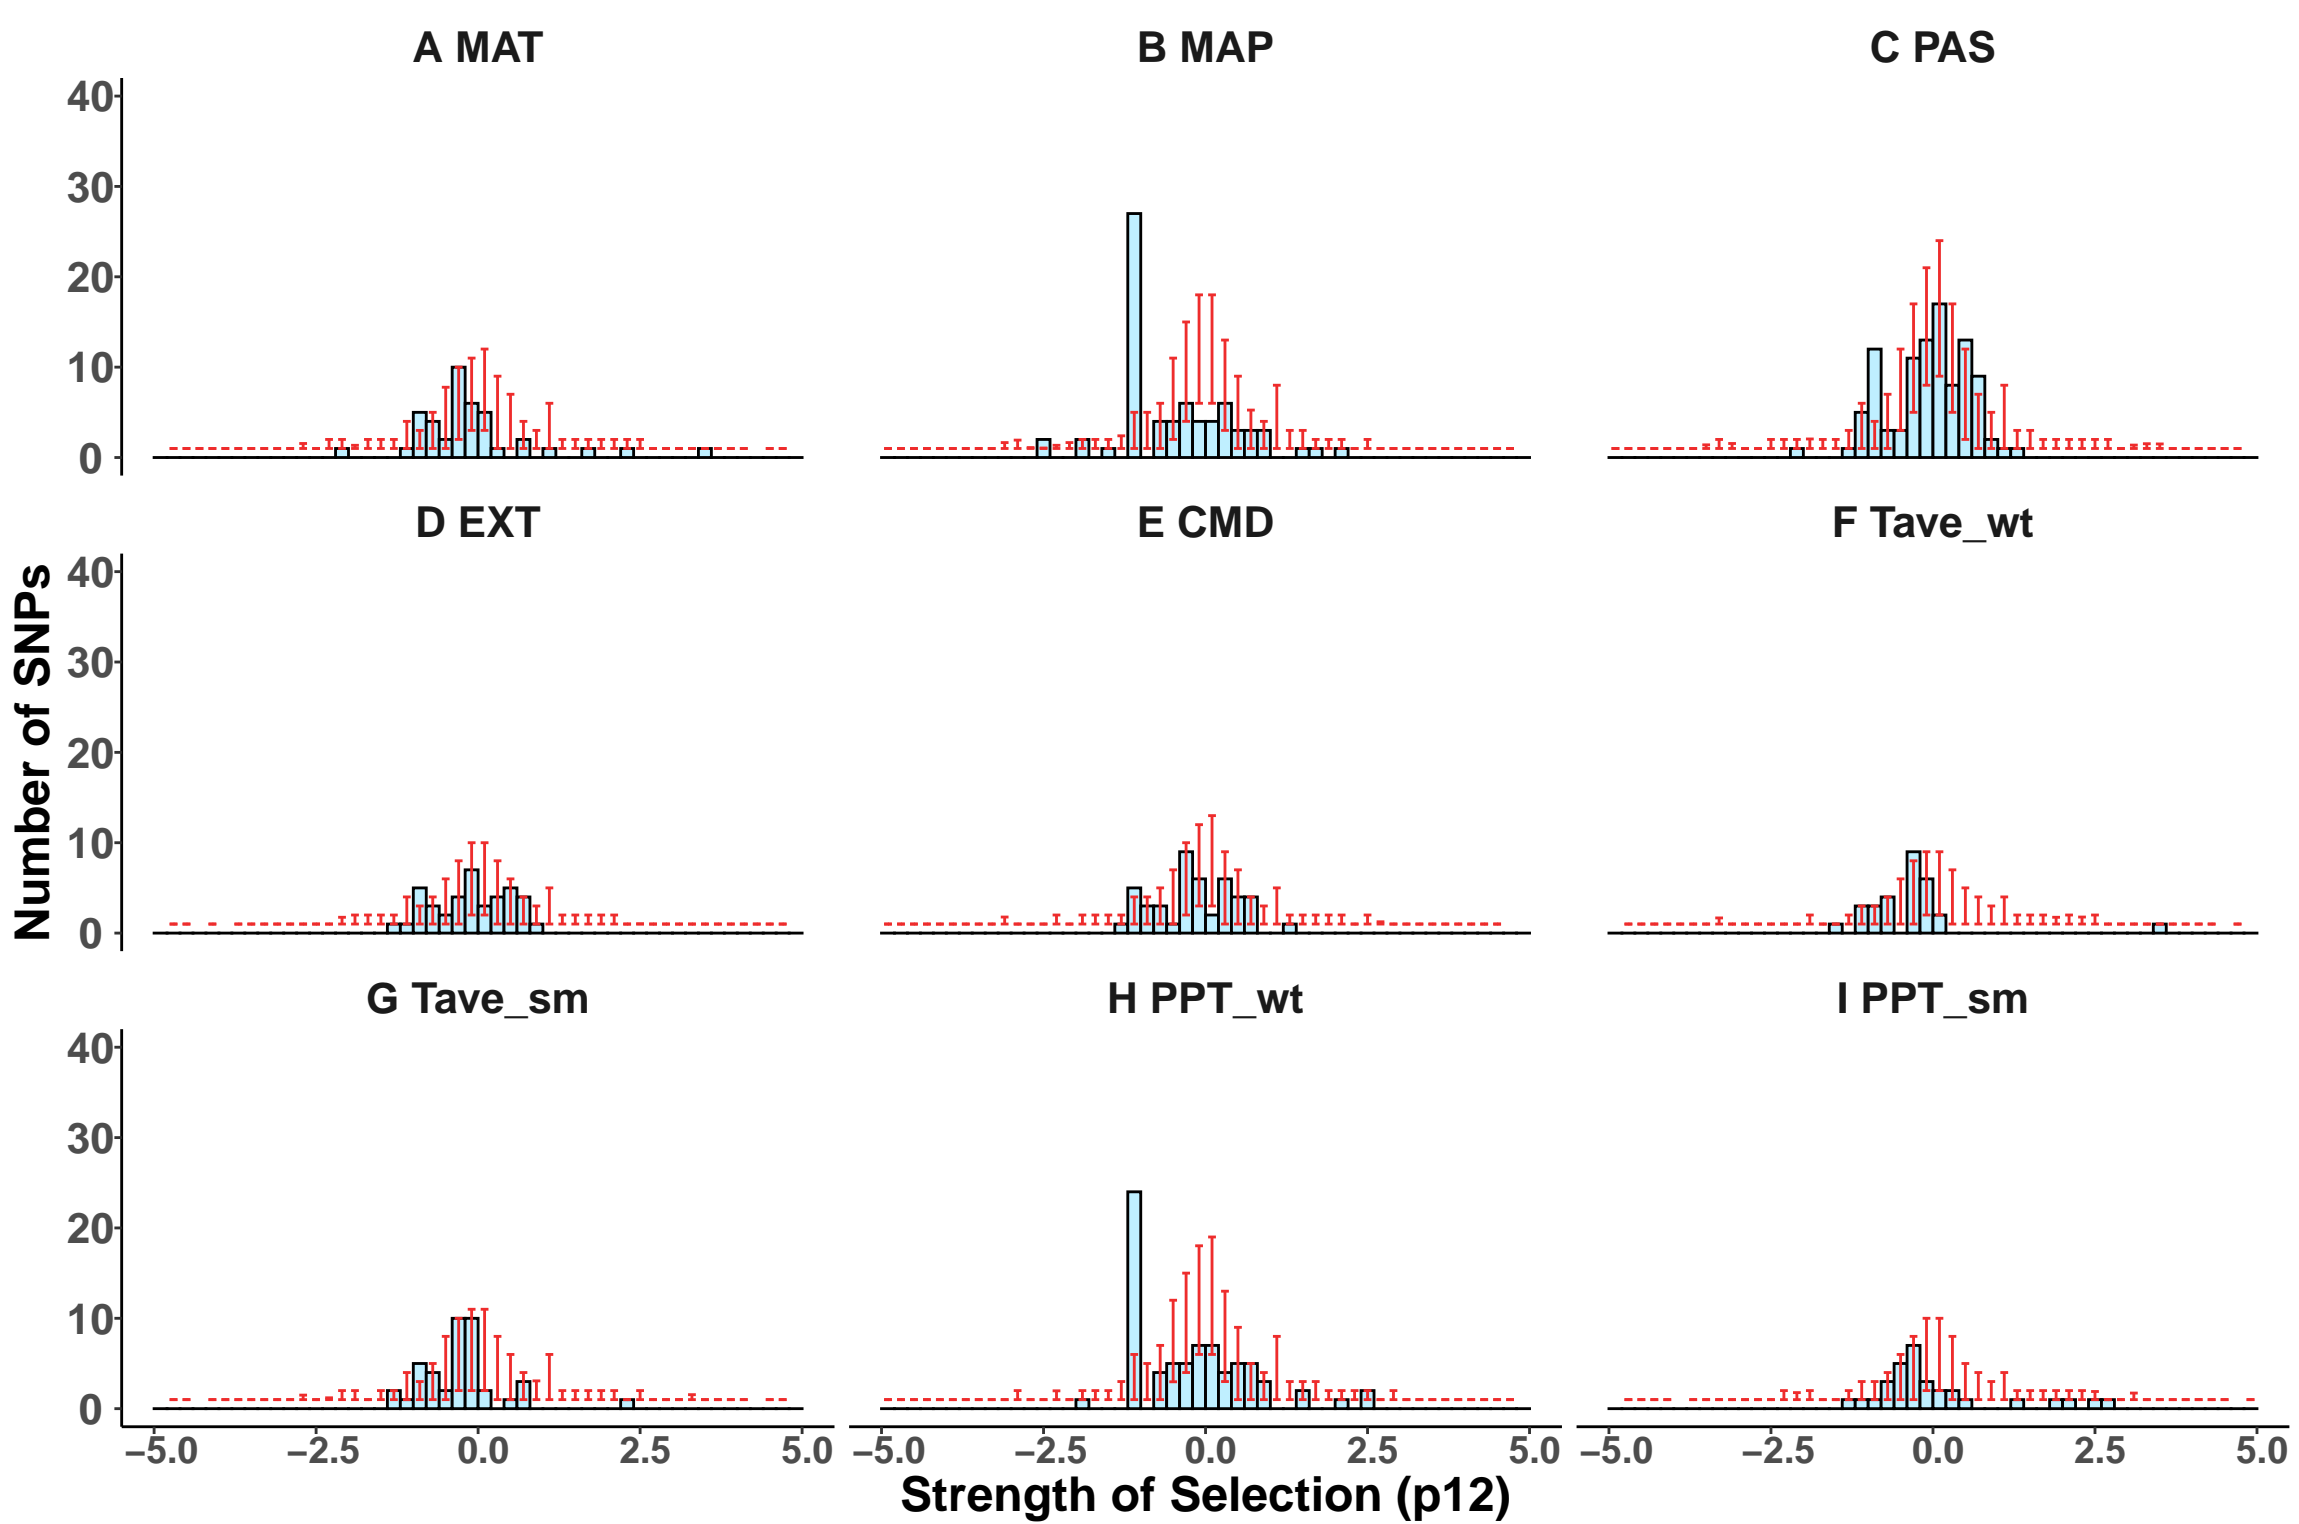 A MAT
B MAP
C PAS
40
30
20
10
0
D EXT
E CMD
F Tave_wt
Number of SNPs
40
30
20
10
0
G Tave_sm
H PPT_wt
I PPT_sm
40
30
20
10
0
−5.0 −2.5 0.0 2.5 5.0
−5.0 −2.5 0.0 2.5 5.0
−5.0 −2.5 0.0 2.5 5.0
Strength of Selection (p12)